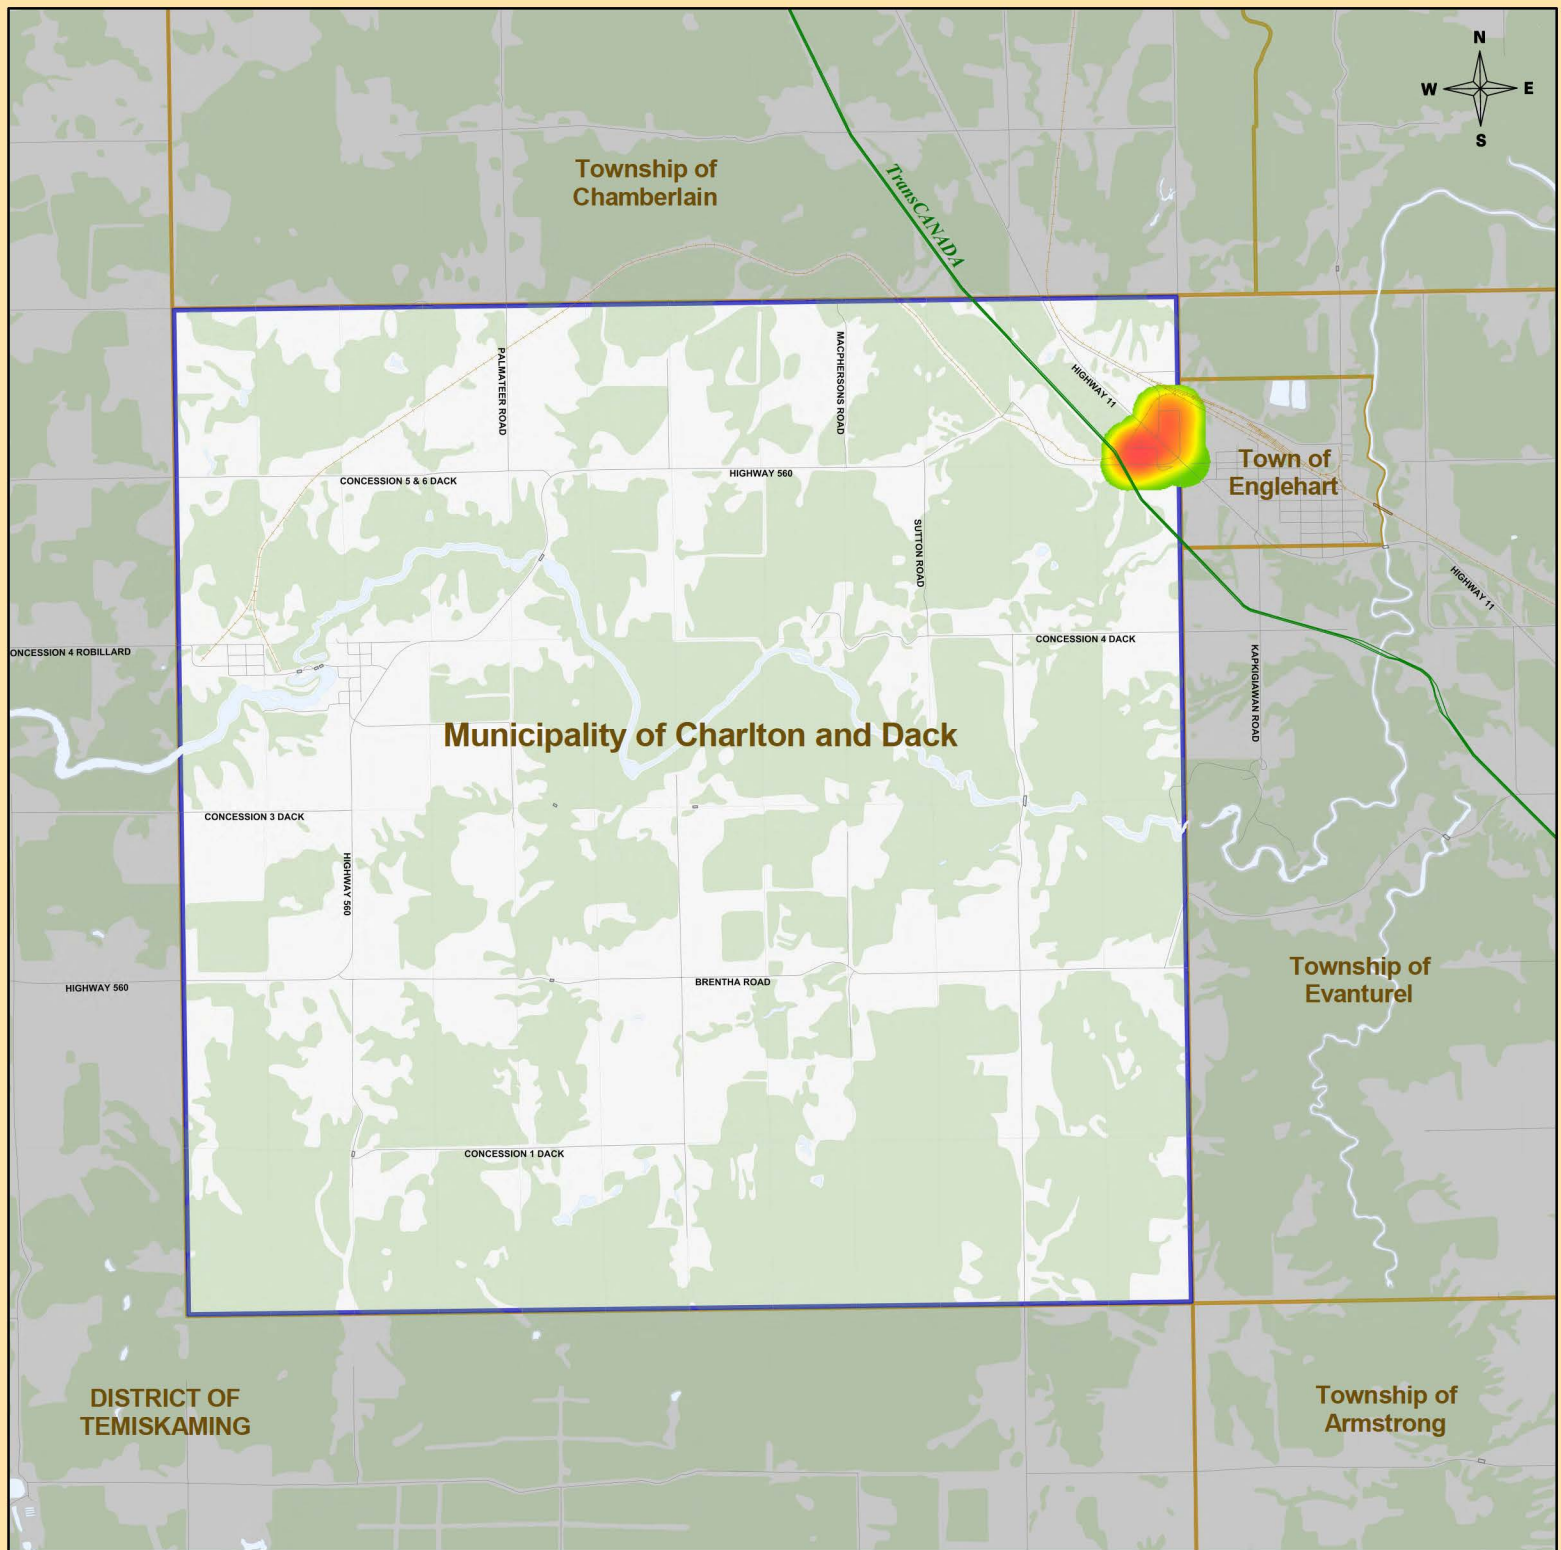 N
W E
S
Township of
Chamberlain
TransCANADA
PALMATEER ROAD
MACPHERSONS ROAD
HIGHWAY 11
Town of
Englehart
HIGHWAY 560
CONCESSION 5 & 6 DACK
SUTTON ROAD
HIGHWAY 11
CONCESSION 4 DACK
ONCESSION 4 ROBILLARD
KAPKIGIAWAN ROAD
Municipality of Charlton and Dack
CONCESSION 3 DACK
HIGHWAY 560
Township of
Evanturel
BRENTHA ROAD
HIGHWAY 560
CONCESSION 1 DACK
DISTRICT OF
TEMISKAMING
Township of
Armstrong